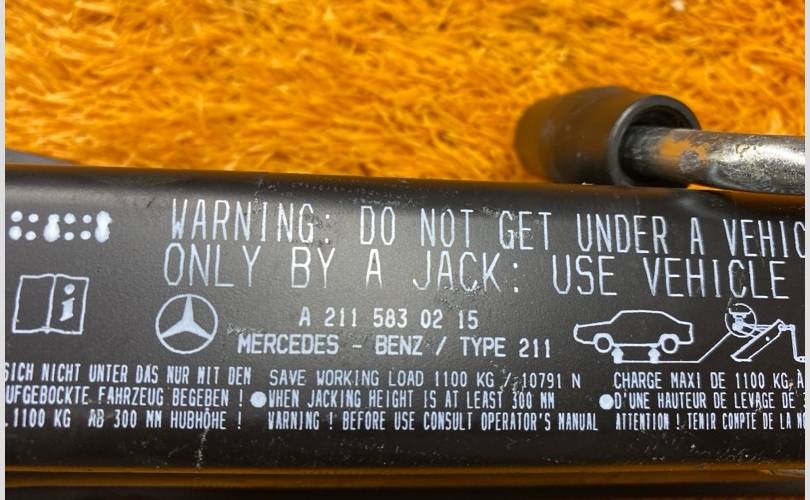 WARNING: DO NOT GET UNDER A
ONLY BY A JACK: USE VEHICLE
A 211 583 02 15
MERCEDES - BENZ / TYPE 211
SICH NICHT UNTER DAS NUR MIT DEM
UFGEBOCKTE FAHRZEUG BEGEBEN !
1100 KG AB 300 MM HUBHÖHE !
SAVE WORKING LOAD 1100 KG / 10791 N
WHEN JACKING HEIGHT IS AT LEAST 300 MM
WARNING ! BEFORE USE CONSULT OPERATOR'S MANUAL
CHARGE MAXI DE 1100 KG
D'UNE HAUTEUR DE LEVAGE DE
ATTENTION ! TENIR COMPTE DE LA